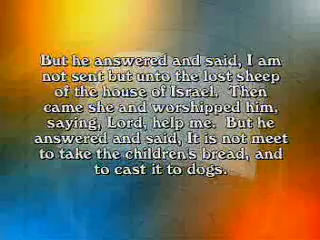 But he answered and said, I am
not sent but unto the lost sheep
of the house of Israel.  Then
came she and worshipped him,
saying, Lord, help me.  But he
answered and said, It is not meet
to take the children's bread, and
to cast it to dogs.